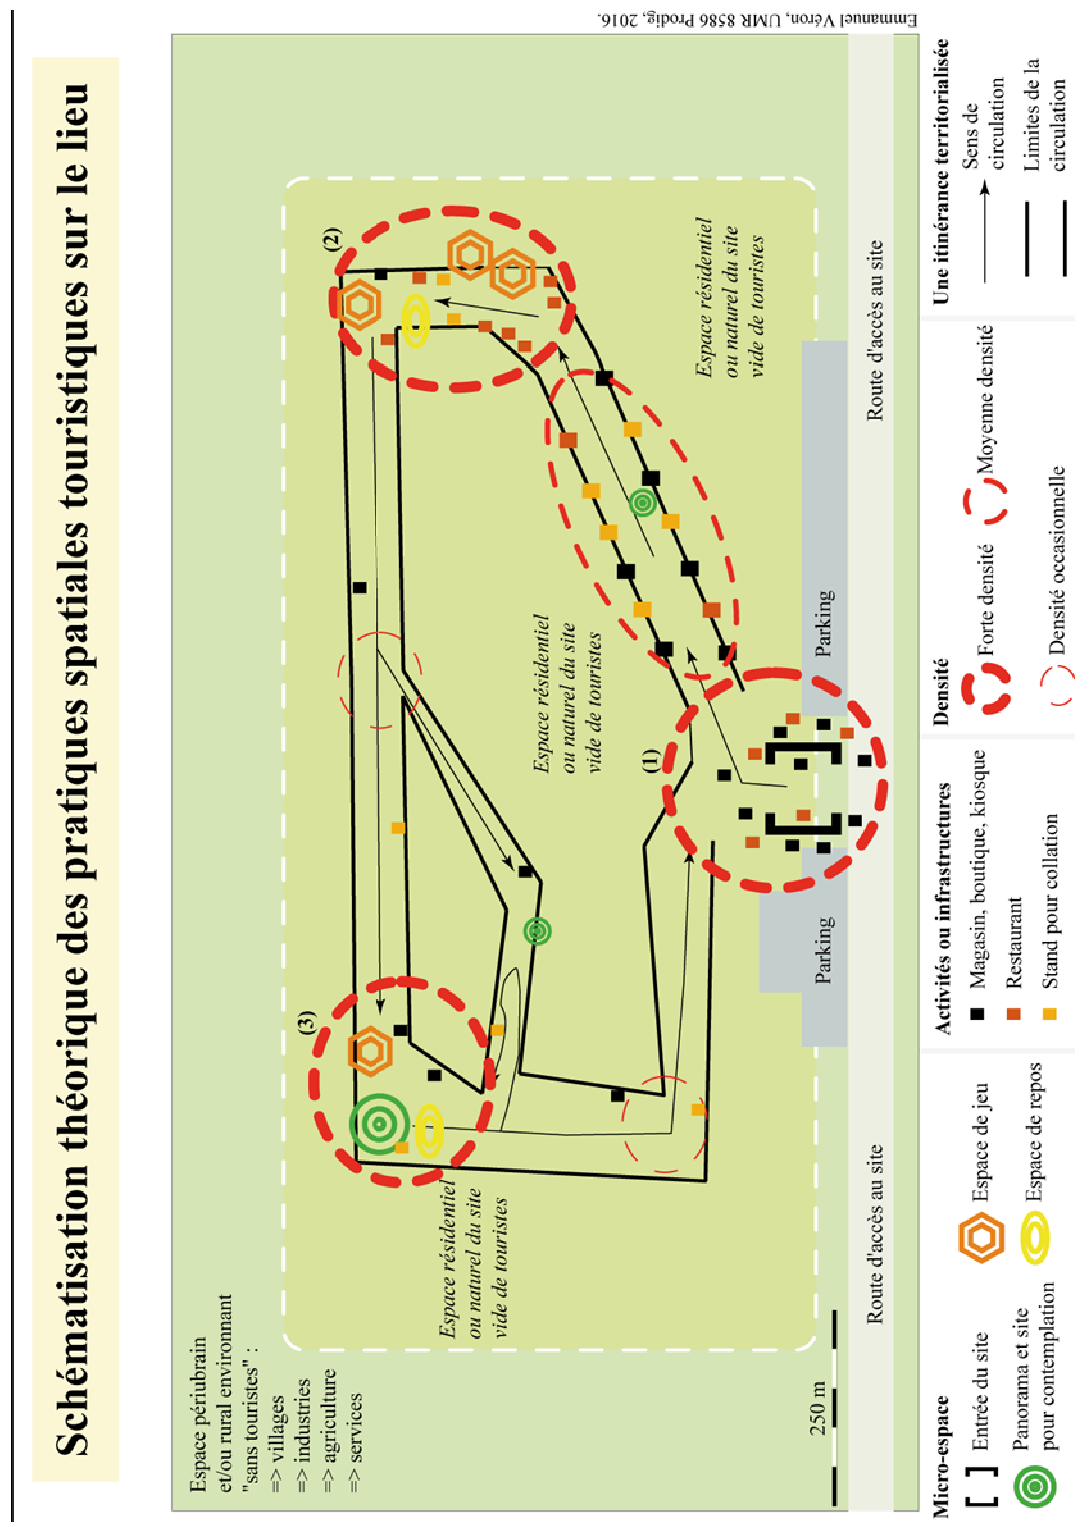 Schématisation théorique des pratiques spatiales touristiques sur le lieu
Espace périubrain
et/ou rural environnant
"sans touristes" :
=> villages
=> industries
=> agriculture
=> services
(3)
(2)
Espace résidentiel
ou naturel du site
vide de touristes
Espace résidentiel
ou naturel du site
vide de touristes
(1)
Espace résidentiel
ou naturel du site
vide de touristes
250 m
Parking
Parking
Route d'accès au site
Route d'accès au site
Emmanuel Véron, UMR 8586 Prodig, 2016.
Micro-espace
Entrée du site
Panorama et site
pour contemplation
Espace de jeu
Espace de repos
Activités ou infrastructures
Magasin, boutique, kiosque
Restaurant
Stand pour collation
Densité
Forte densité
Moyenne densité
Densité occasionnelle
Une itinérance territorialisée
Sens de
circulation
Limites de la
circulation